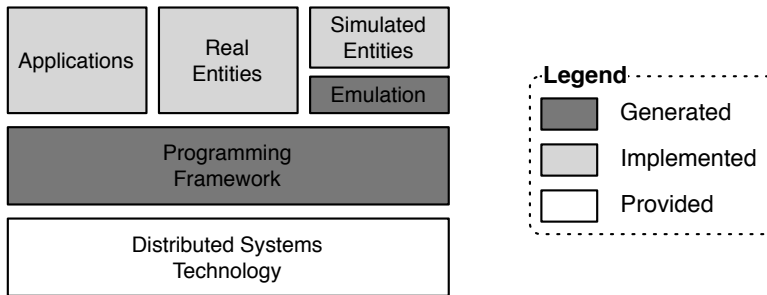 Applications
Real
Entities
Simulated
Entities
Emulation
Programming
Framework
Distributed Systems
Technology
Legend
Generated
Implemented
Provided